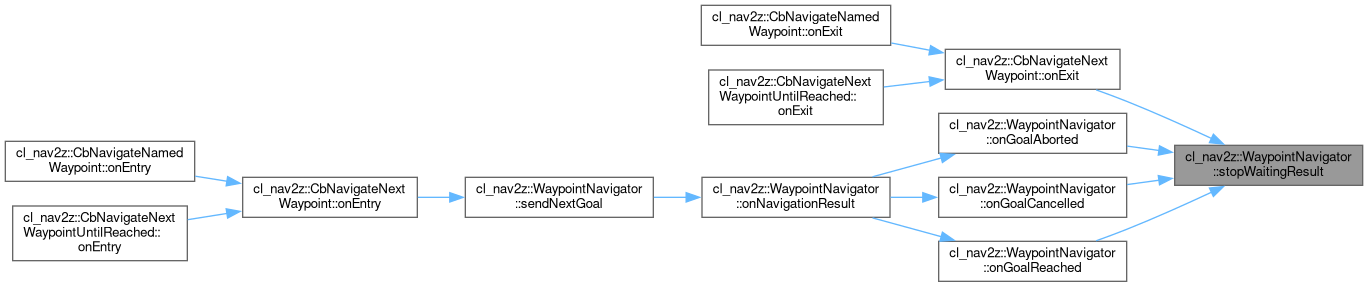 cl_nav2z::CbNavigateNamed
Waypoint::onExit
cl_nav2z::CbNavigateNext
Waypoint::onExit
cl_nav2z::CbNavigateNext
WaypointUntilReached::
onExit
cl_nav2z::WaypointNavigator
::onGoalAborted
cl_nav2z::CbNavigateNamed
Waypoint::onEntry
cl_nav2z::WaypointNavigator
::stopWaitingResult
cl_nav2z::CbNavigateNext
Waypoint::onEntry
cl_nav2z::WaypointNavigator
::sendNextGoal
cl_nav2z::WaypointNavigator
::onNavigationResult
cl_nav2z::WaypointNavigator
::onGoalCancelled
cl_nav2z::CbNavigateNext
WaypointUntilReached::
onEntry
cl_nav2z::WaypointNavigator
::onGoalReached